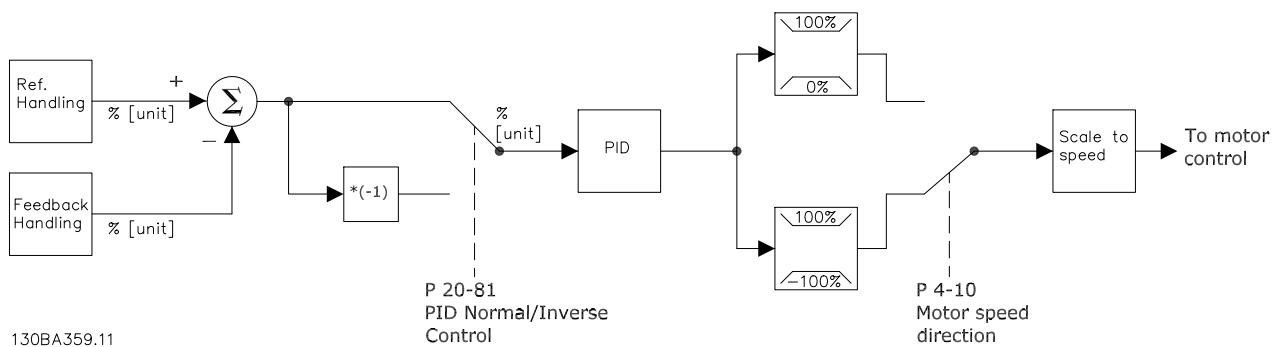 Ref.
Handling
% [unit]
+
−
Σ
Feedback
Handling
% [unit]
*(-1)
%
[unit]
P 20-81
PID Normal/Inverse
Control
PID
100%
0%
100%
−100%
P 4-10
Motor speed
direction
Scale to
speed
To motor
control
130BA359.11